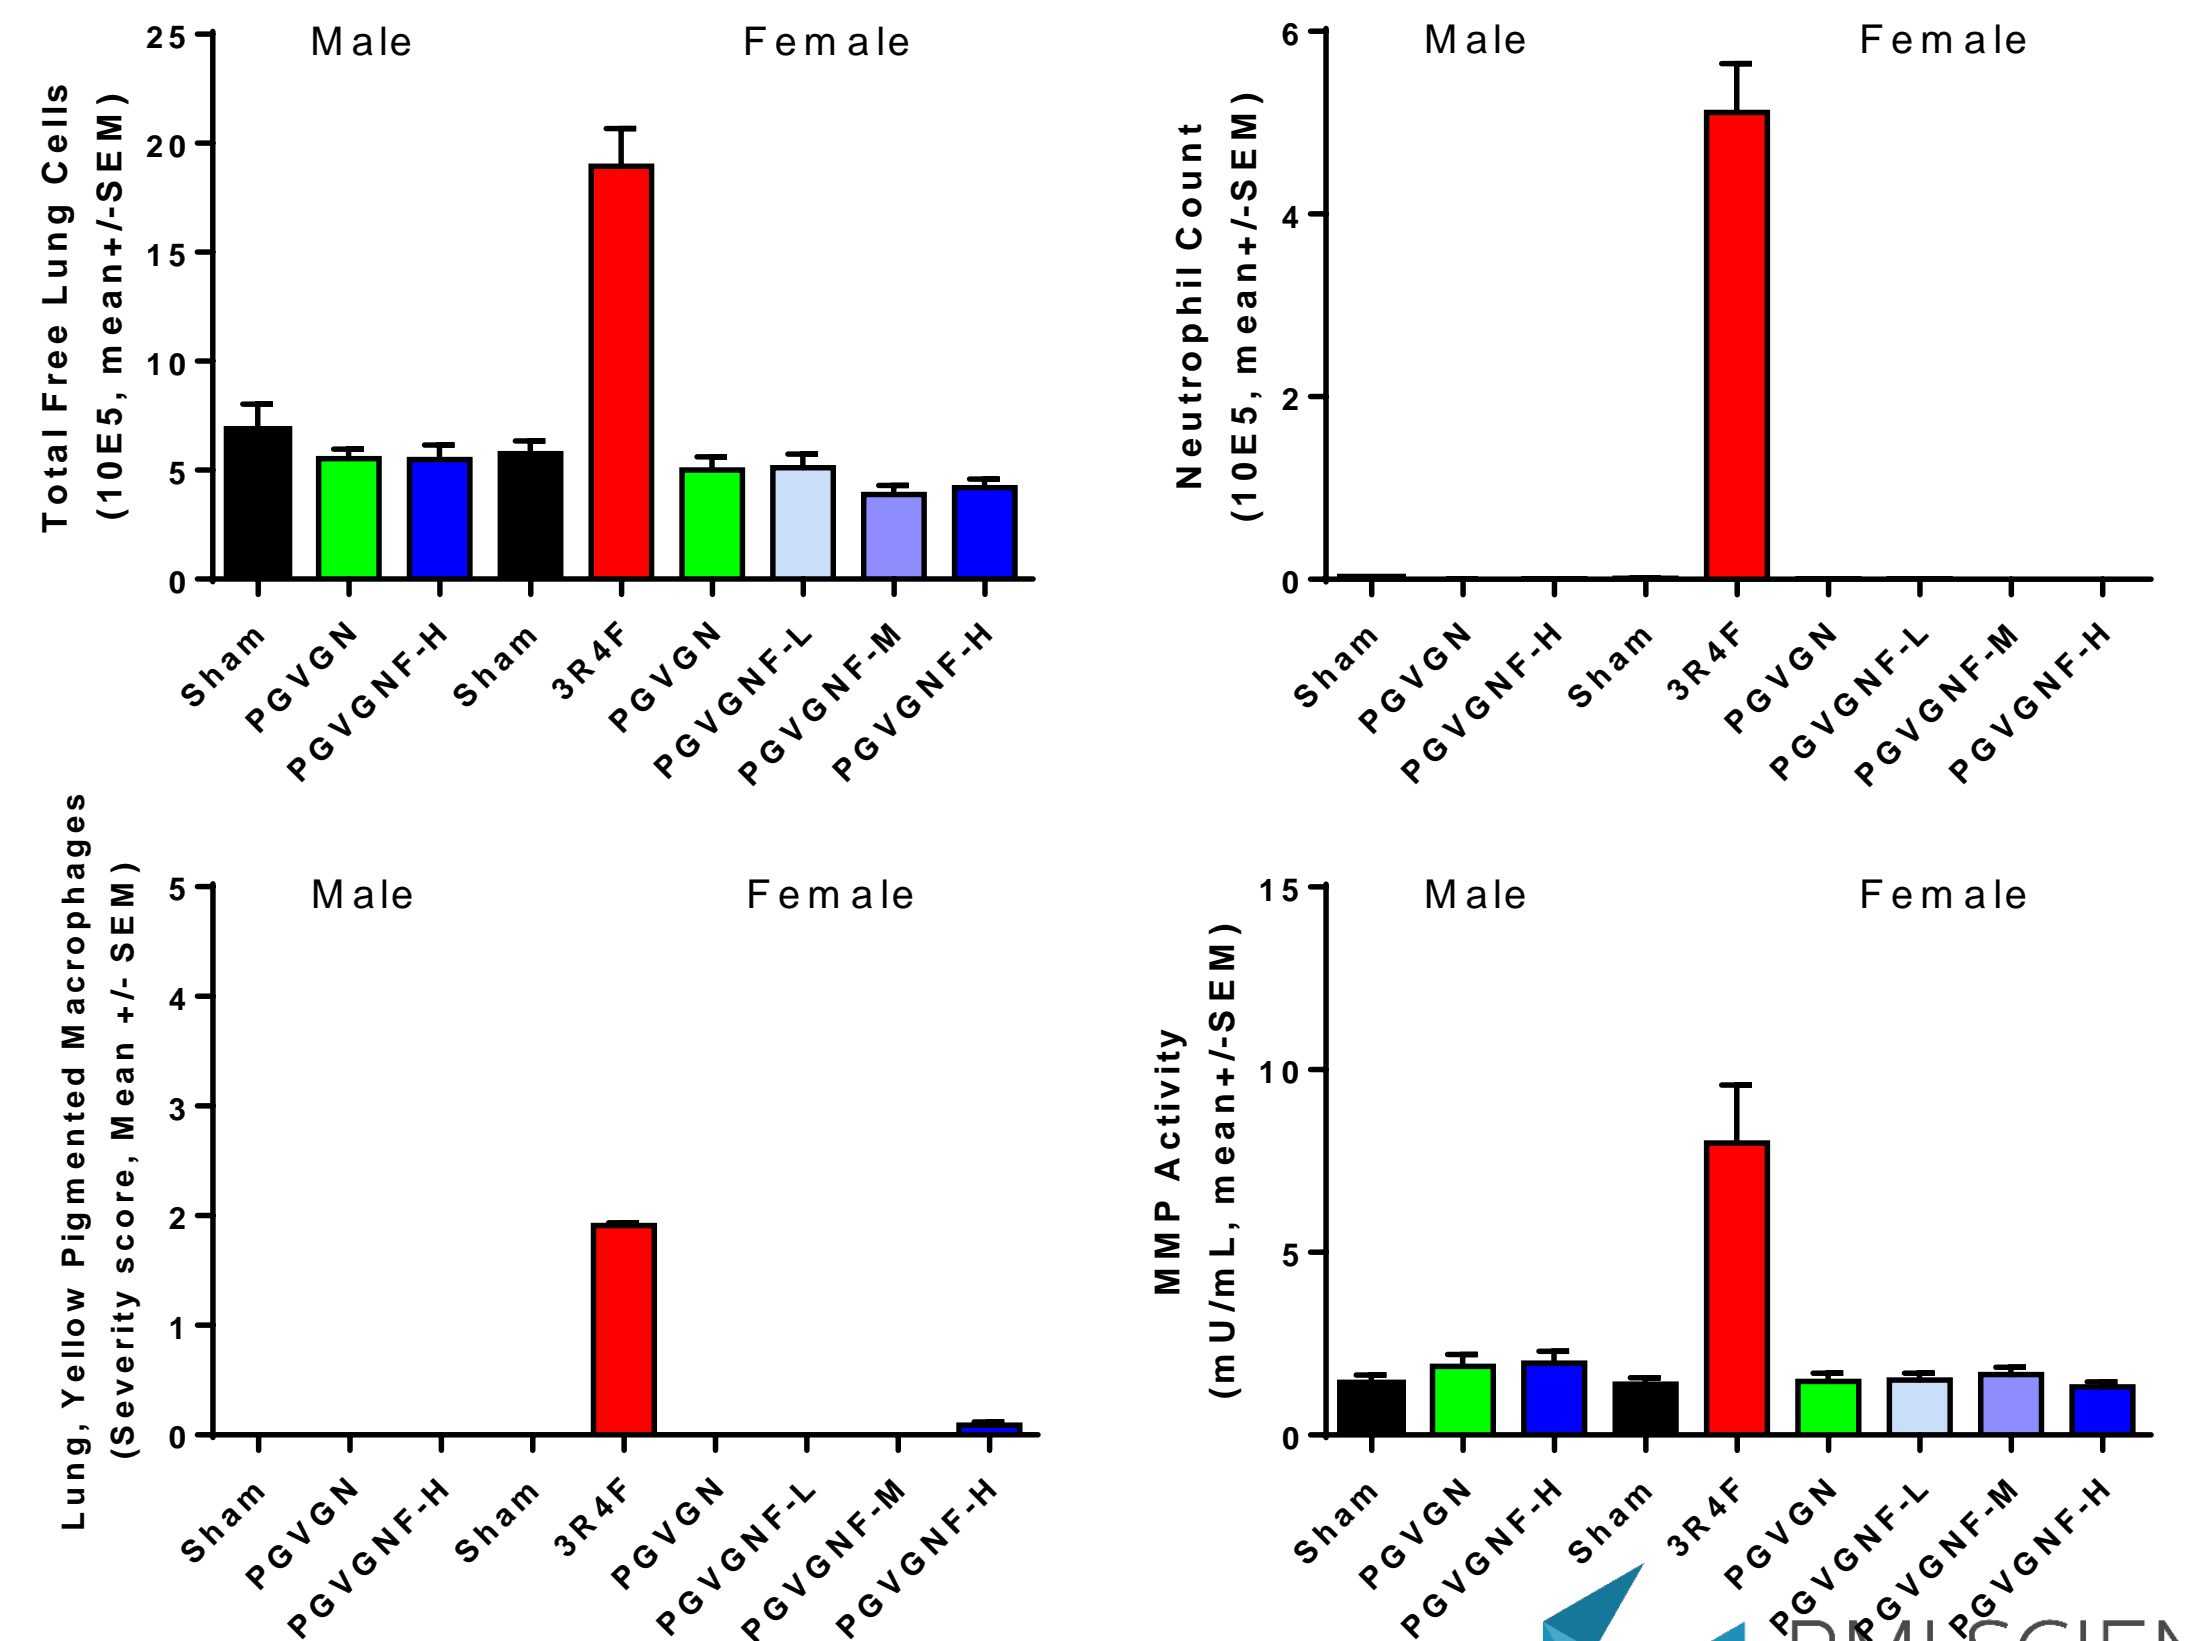 Male
Female
Total Free Lung Cells
(10E5, mean+/-SEM)
25
20
15
10
5
0
Sham
PGVGN
PGVGNF-H
Sham
3R4F
PGVGN
PGVGNF-L
PGVGNF-M
PGVGNF-H
Male
Female
Neutrophil Count
(10E5, mean+/-SEM)
6
4
2
0
Sham
PGVGN
PGVGNF-H
Sham
3R4F
PGVGN
PGVGNF-L
PGVGNF-M
PGVGNF-H
Male
Female
Lung, Yellow Pigmented Macrophages
(Severity score, Mean +/- SEM)
5
4
3
2
1
0
Sham
PGVGN
PGVGNF-H
Sham
3R4F
PGVGN
PGVGNF-L
PGVGNF-M
PGVGNF-H
Male
Female
MMP Activity
(mU/mL, mean+/-SEM)
15
10
5
0
Sham
PGVGN
PGVGNF-H
Sham
3R4F
PGVGN
PGVGNF-L
PGVGNF-M
PGVGNF-H